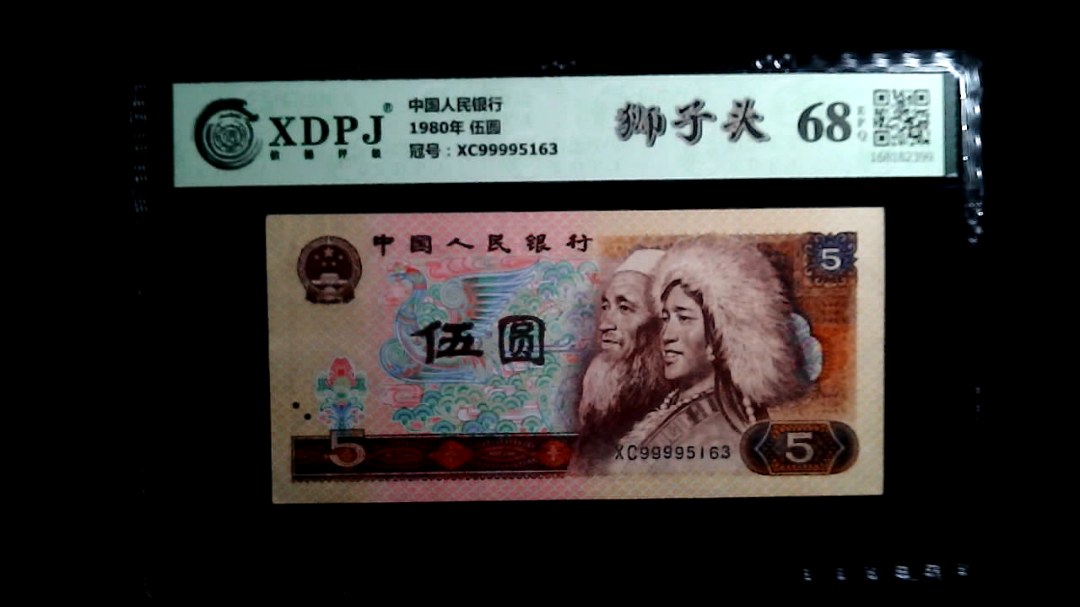 XDPJ®
中国人民银行
1980年 伍圆
冠号：XC99995163
狮子头
68
EPQ
168182399
中国人民银行
5
伍圆
5
XC99995163
5